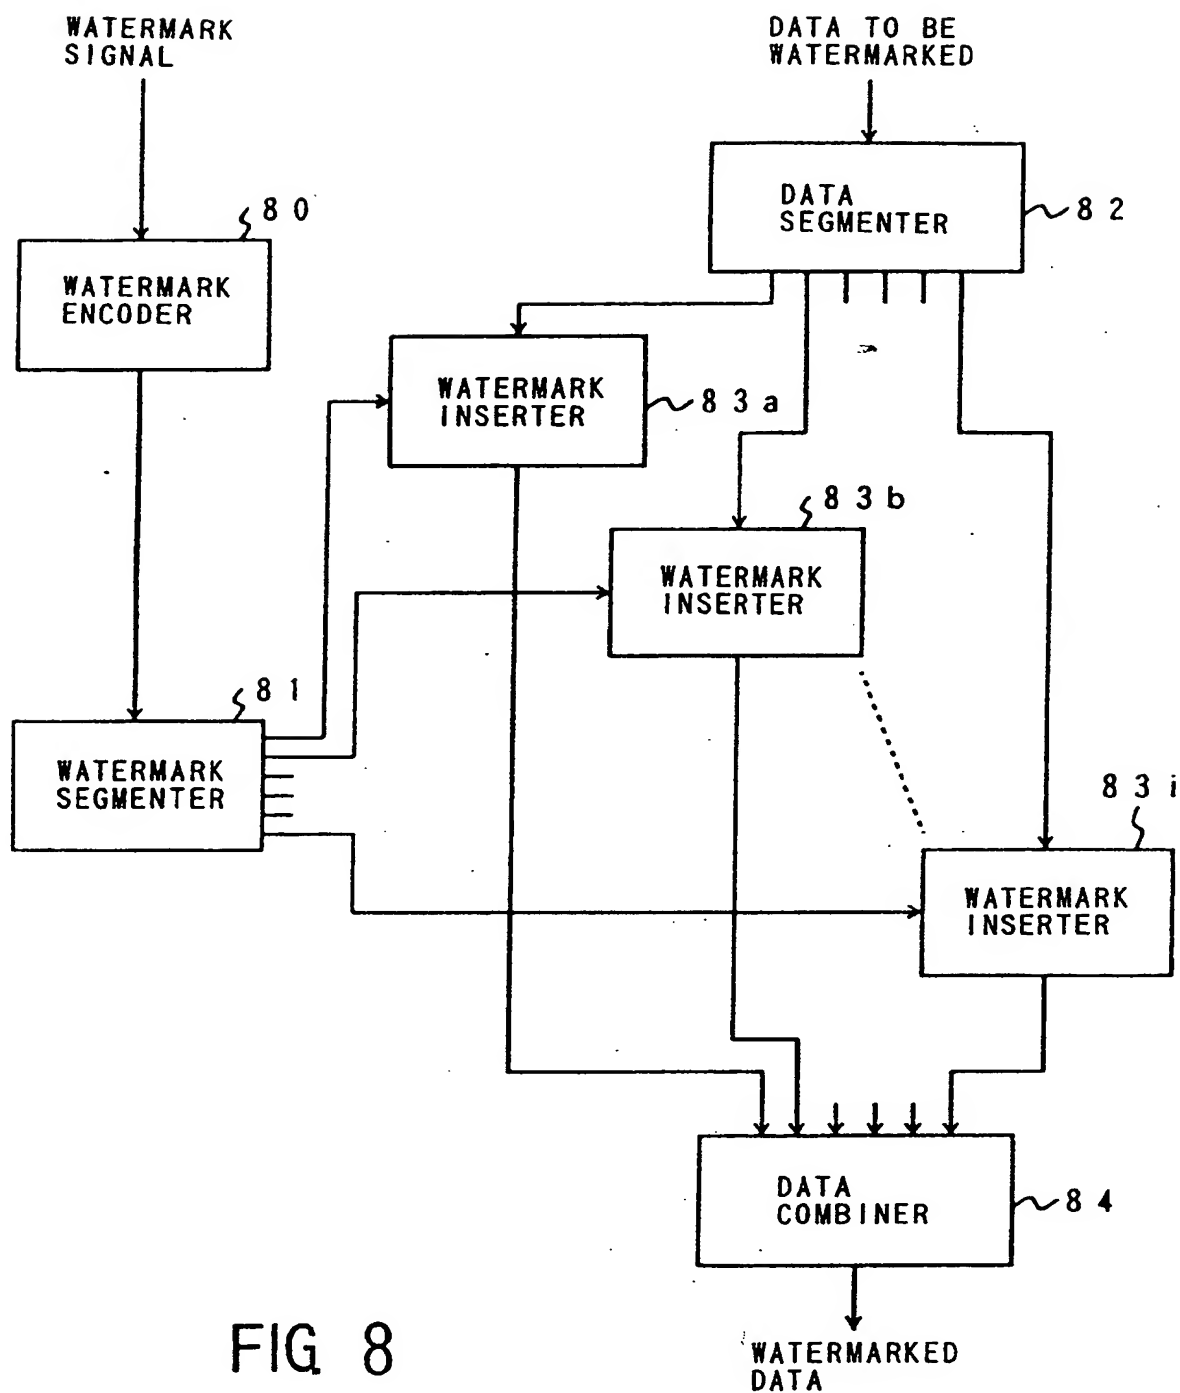 WATERMARK
SIGNAL
DATA TO BE
WATERMARKED
80
DATA
SEGMENTER
82
WATERMARK
ENCODER
WATERMARK
INSERTER
83a
83b
WATERMARK
INSERTER
81
WATERMARK
SEGMENTER
83i
WATERMARK
INSERTER
DATA
COMBINER
84
FIG. 8
WATERMARKED
DATA